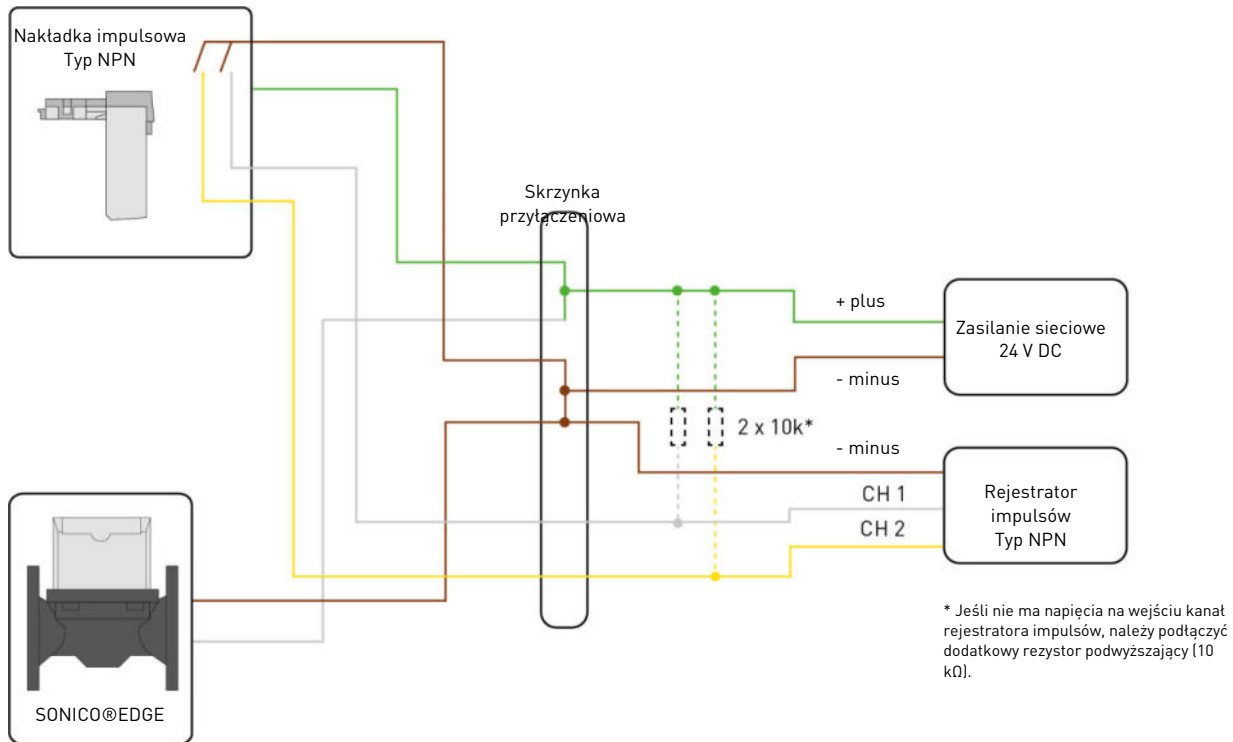 Nakładka impulsowa
Typ NPN
Skrzynka
przyłączeniowa
+ plus
Zasilanie sieciowe
24 V DC
- minus
2 x 10k*
- minus
CH 1
CH 2
Rejestrator
impulsów
Typ NPN
* Jeśli nie ma napięcia na wejściu kanał
rejestratora impulsów, należy podłączyć
dodatkowy rezystor podwyższający (10
kΩ).
SONICO®EDGE